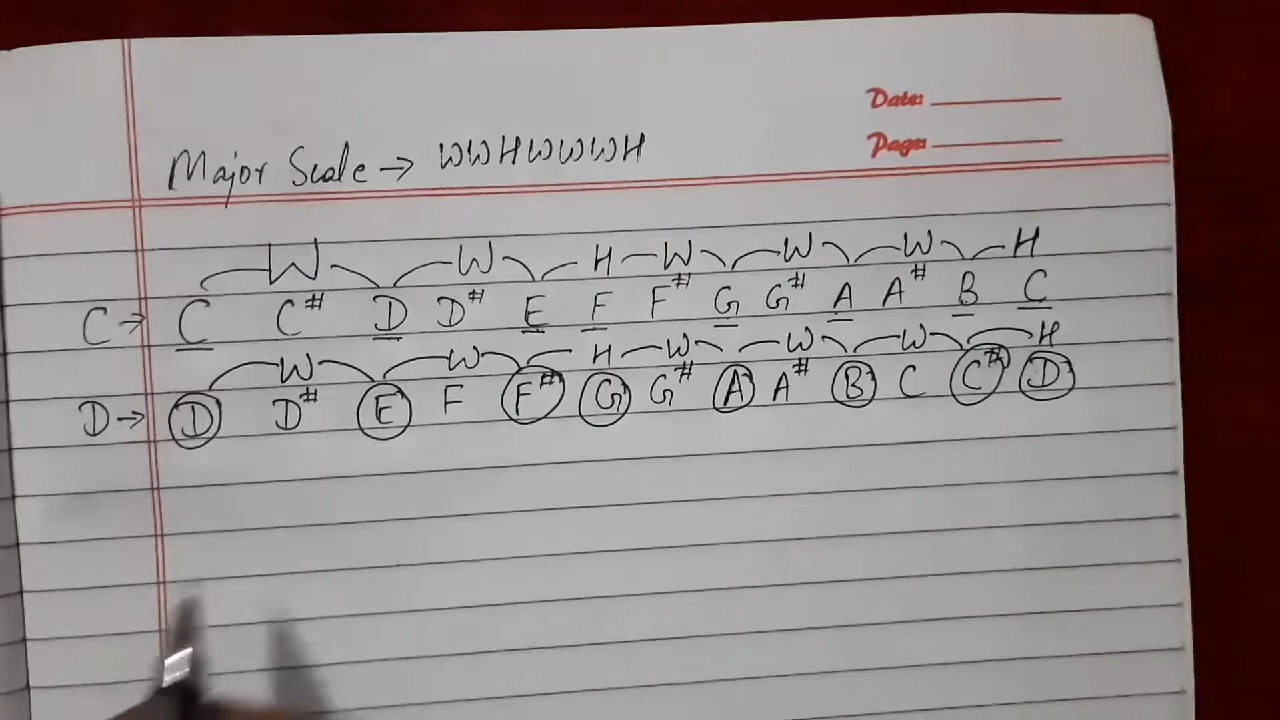 Date:
Page:
Major Scale → WWHWWWH
W W H W W W H
C → C C# D D# E F F# G G# A A# B C
W W H W W W H
D → D D# E F F# G G# A A# B C C# D